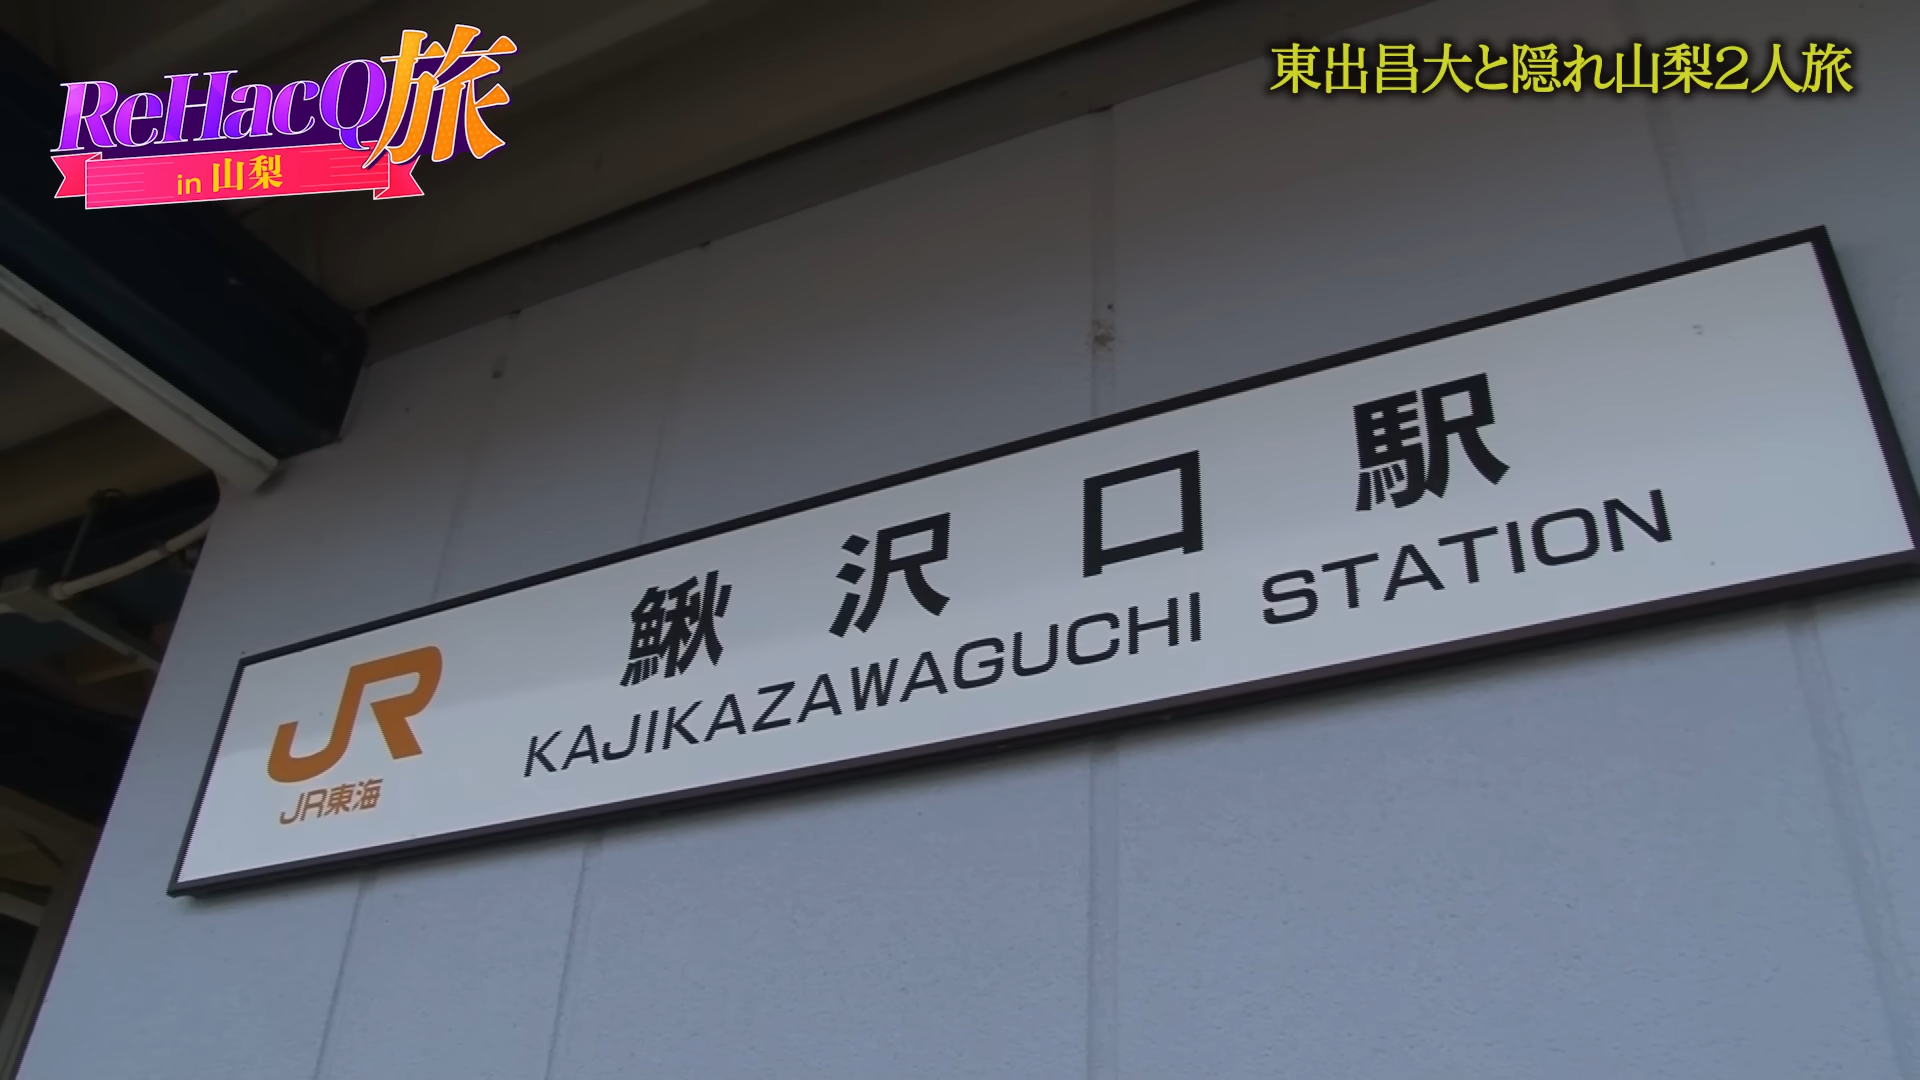 ReHacQ旅
in 山梨
東出昌大と隠れ山梨2人旅
鰍沢口駅
KAJIKAZAWAGUCHI STATION
JR
JR東海